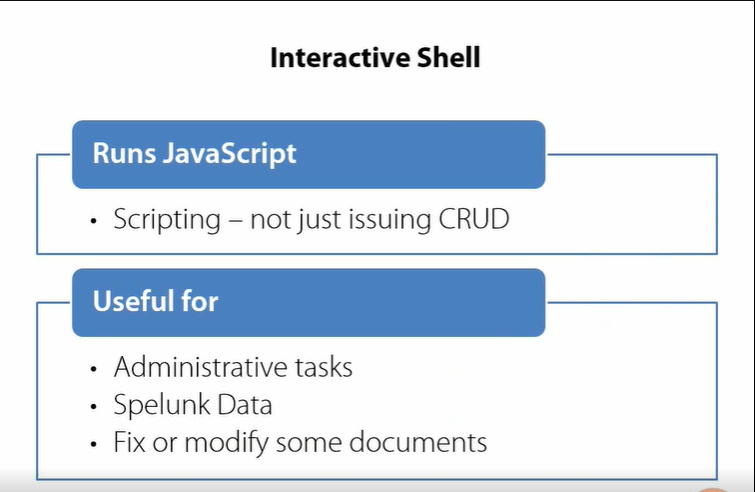 Interactive Shell
Runs JavaScript
• Scripting – not just issuing CRUD
Useful for
• Administrative tasks
• Spelunk Data
• Fix or modify some documents